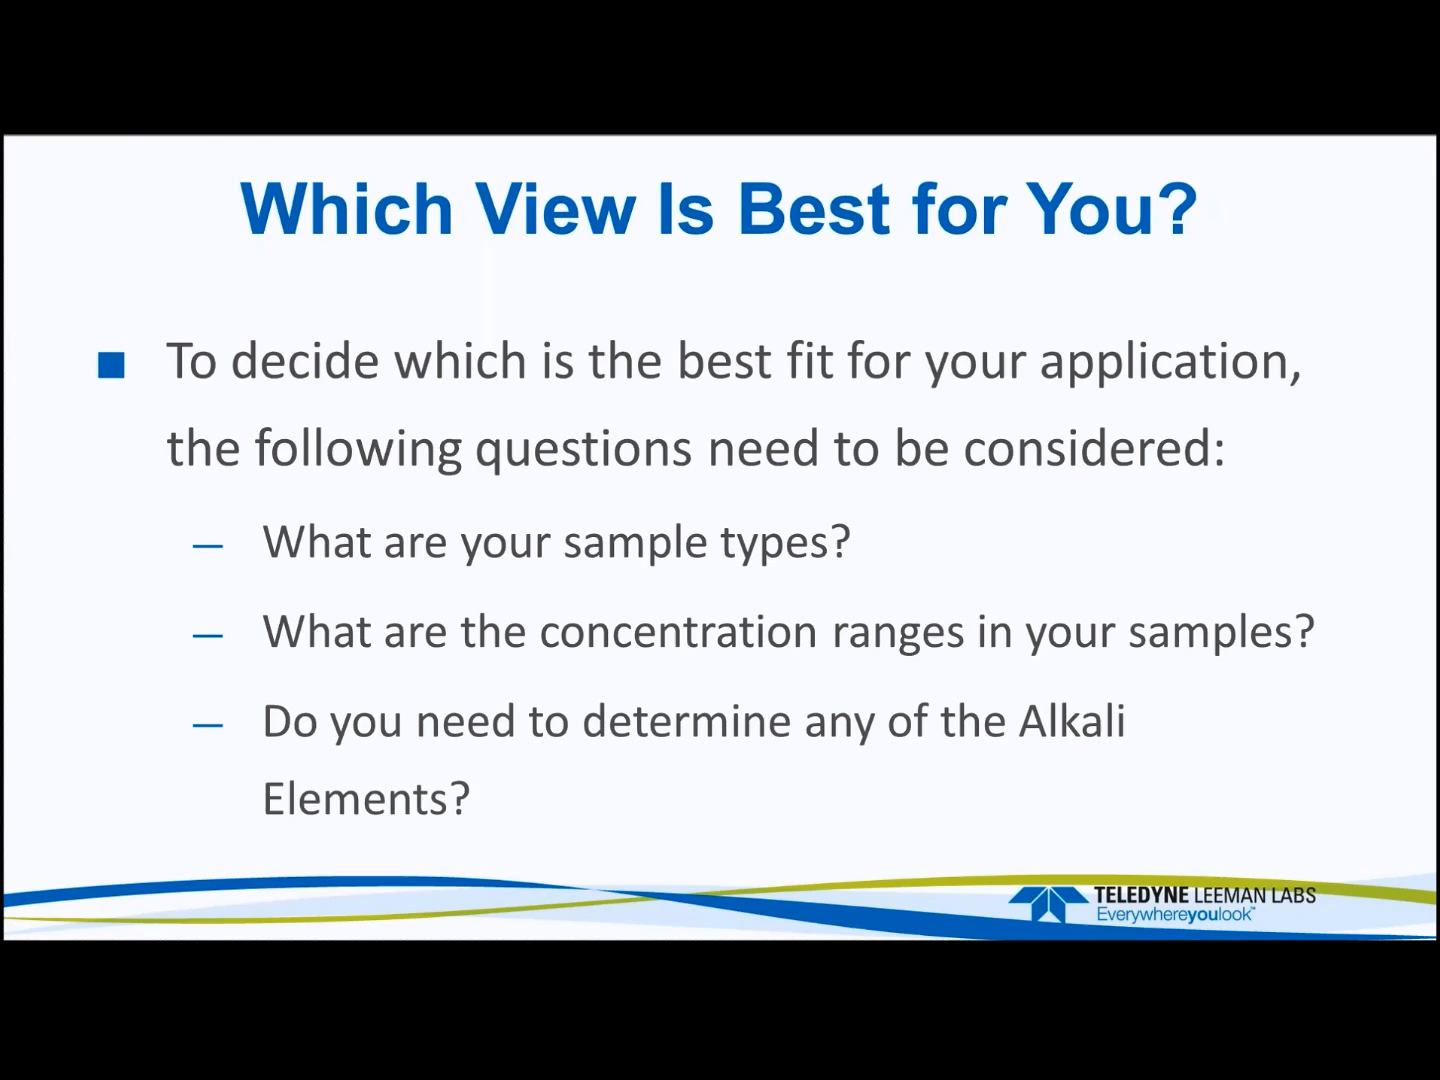 Which View Is Best for You?
■ To decide which is the best fit for your application,
the following questions need to be considered:
– What are your sample types?
– What are the concentration ranges in your samples?
– Do you need to determine any of the Alkali
Elements?
TELEDYNE LEEMAN LABS
Everywhereyoulook™